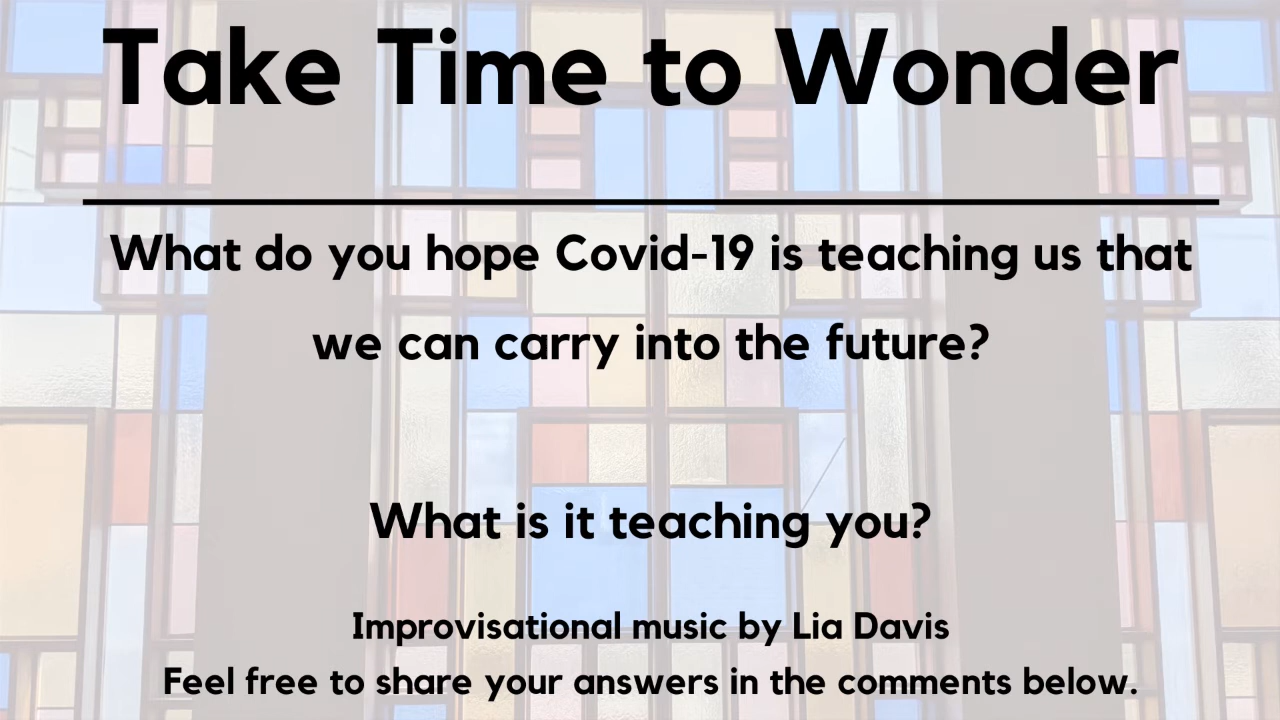 Take Time to Wonder
What do you hope Covid-19 is teaching us that
we can carry into the future?
What is it teaching you?
Improvisational music by Lia Davis
Feel free to share your answers in the comments below.